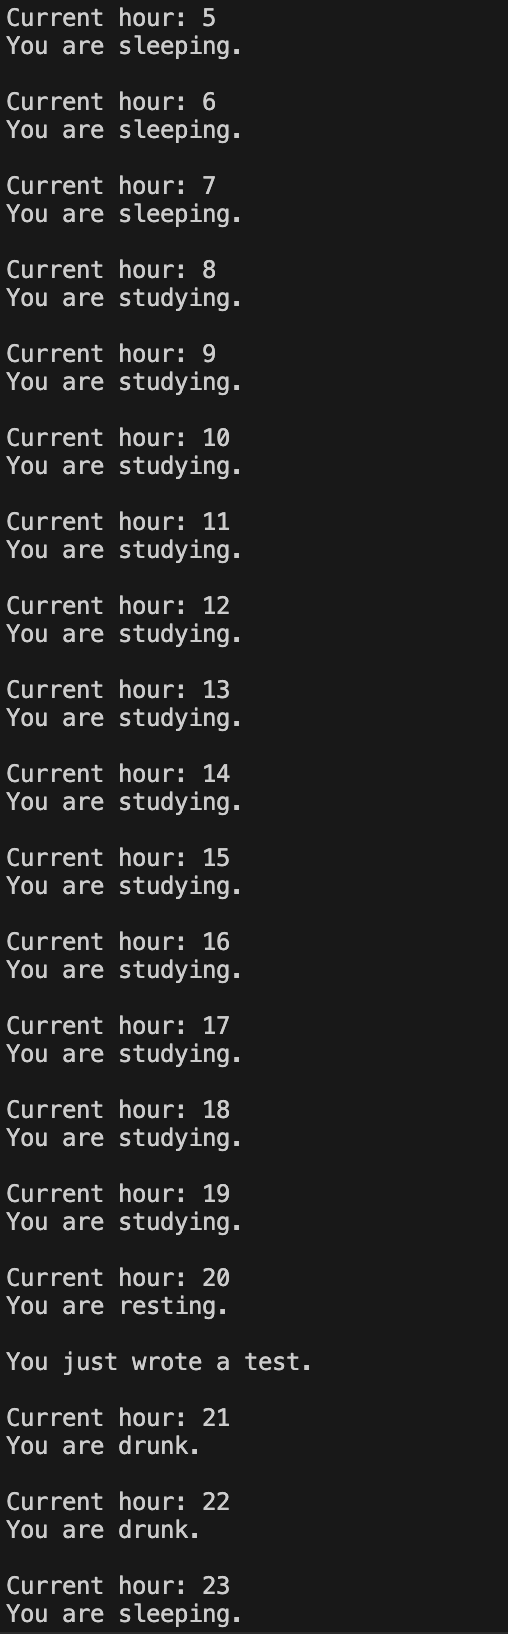 Current hour: 5
You are sleeping.
Current hour: 6
You are sleeping.
Current hour: 7
You are sleeping.
Current hour: 8
You are studying.
Current hour: 9
You are studying.
Current hour: 10
You are studying.
Current hour: 11
You are studying.
Current hour: 12
You are studying.
Current hour: 13
You are studying.
Current hour: 14
You are studying.
Current hour: 15
You are studying.
Current hour: 16
You are studying.
Current hour: 17
You are studying.
Current hour: 18
You are studying.
Current hour: 19
You are studying.
Current hour: 20
You are resting.
You just wrote a test.
Current hour: 21
You are drunk.
Current hour: 22
You are drunk.
Current hour: 23
You are sleeping.